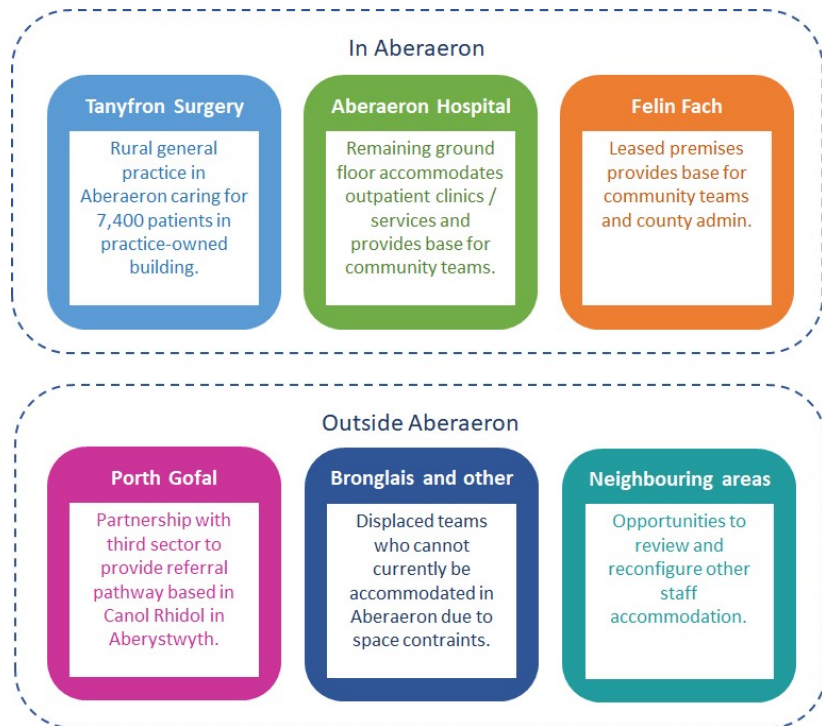 In Aberaeron
Tanyfron Surgery
Rural general
practice in
Aberaeron caring for
7,400 patients in
practice-owned
building.
Aberaeron Hospital
Remaining ground
floor accommodates
outpatient clinics /
services and
provides base for
community teams.
Felin Fach
Leased premises
provides base for
community teams
and county admin.
Outside Aberaeron
Porth Gofal
Partnership with
third sector to
provide referral
pathway based in
Canol Rhidol in
Aberystwyth.
Bronglais and other
Displaced teams
who cannot
currently be
accommodated in
Aberaeron due to
space contraints.
Neighbouring areas
Opportunities to
review and
reconfigure other
staff
accommodation.